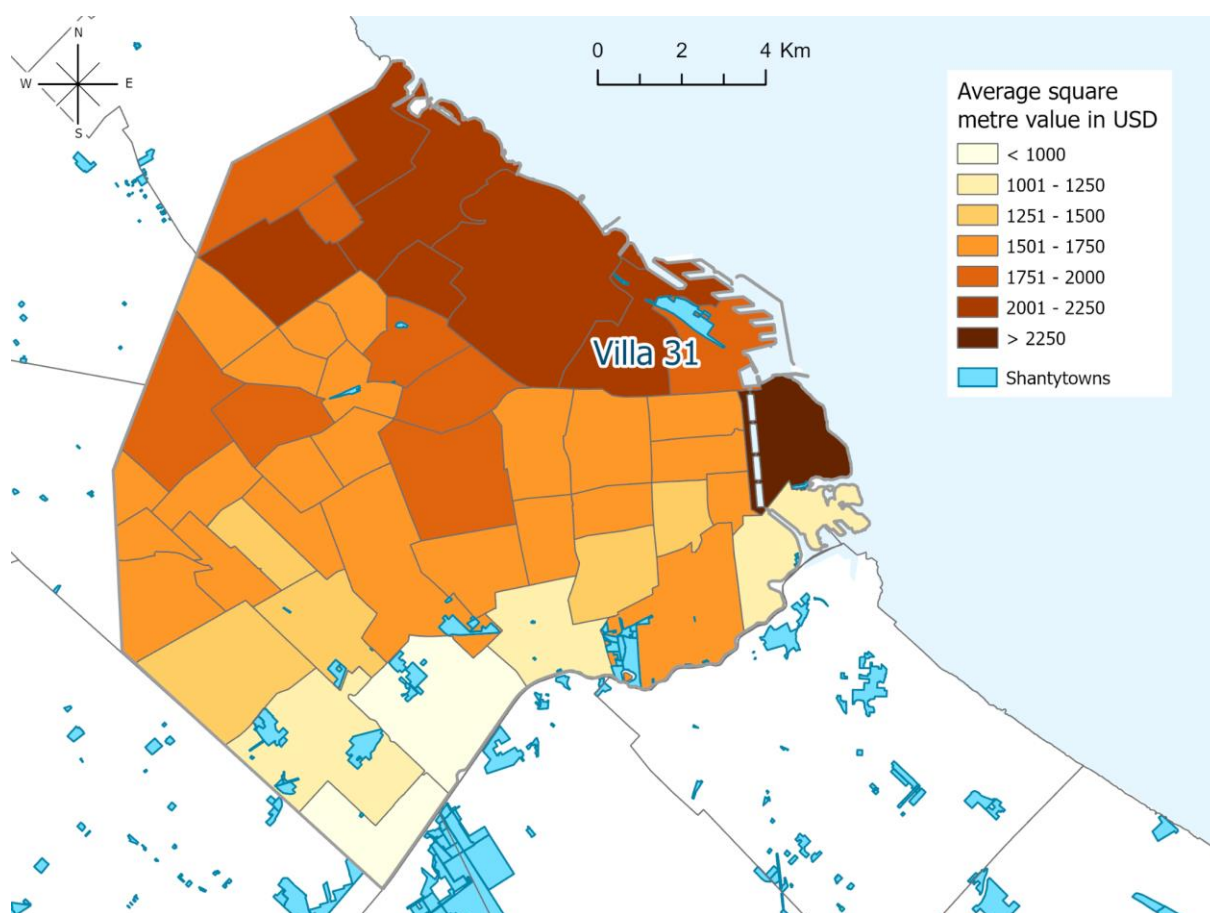 N
W E
S
0 2 4 Km
Average square
metre value in USD
< 1000
1001 - 1250
1251 - 1500
1501 - 1750
1751 - 2000
2001 - 2250
> 2250
Shantytowns
Villa 31